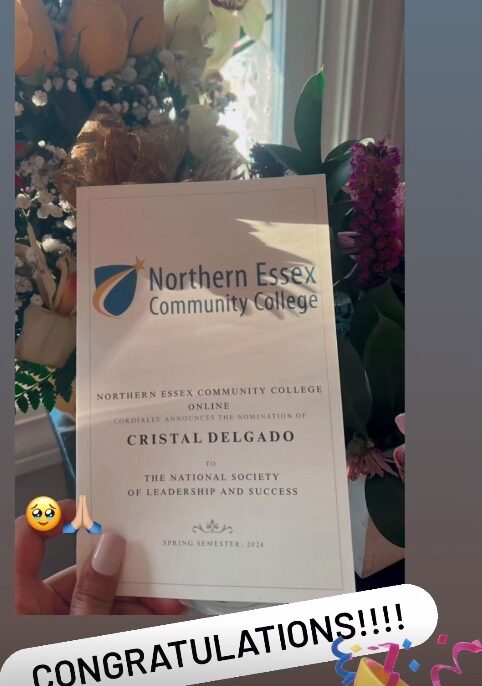 Northern Essex
Community College
NORTHERN ESSEX COMMUNITY COLLEGE
ONLINE
CORDIALLY ANNOUNCES THE NOMINATION OF
CRISTAL DELGADO
TO
THE NATIONAL SOCIETY
OF LEADERSHIP AND SUCCESS
SPRING SEMESTER, 2024
CONGRATULATIONS!!!!